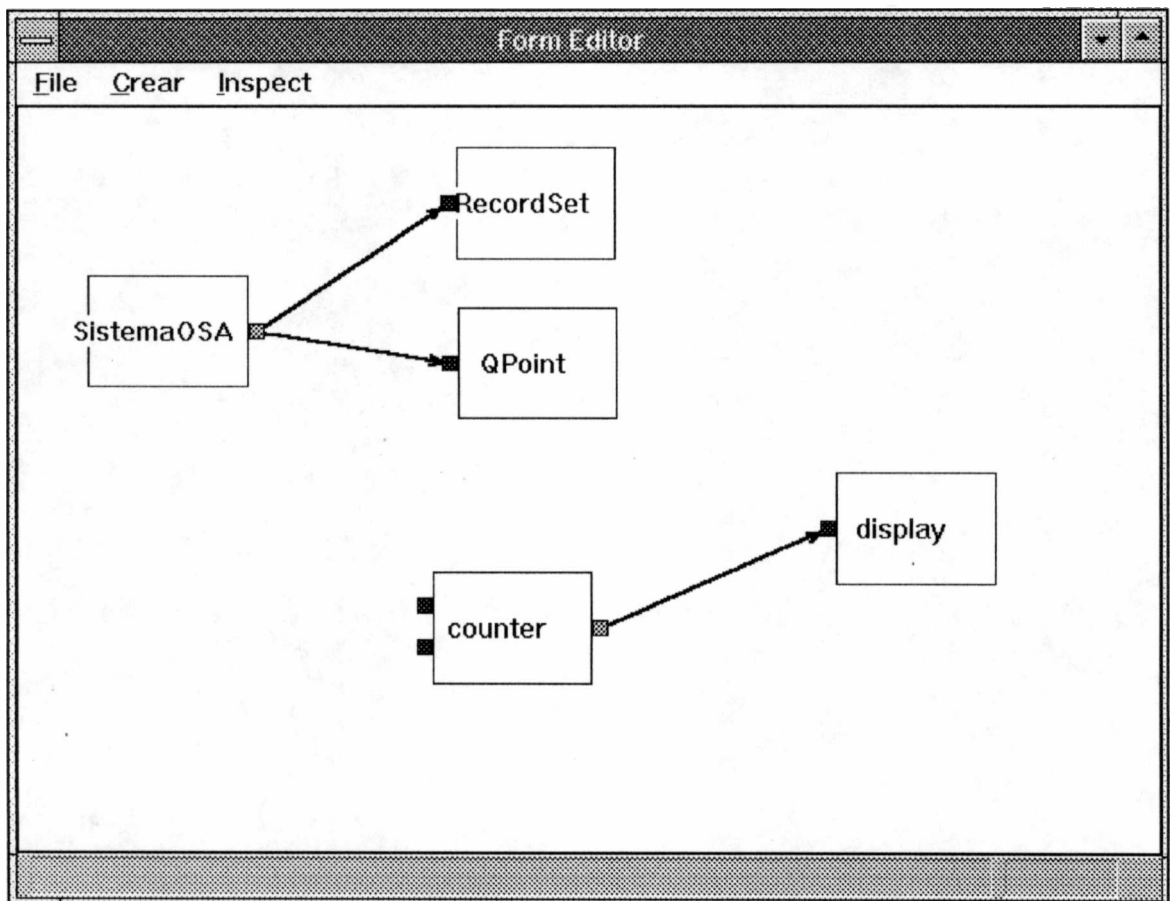 Form Editor
File Crear Inspect
RecordSet
SistemaOSA
QPoint
display
counter